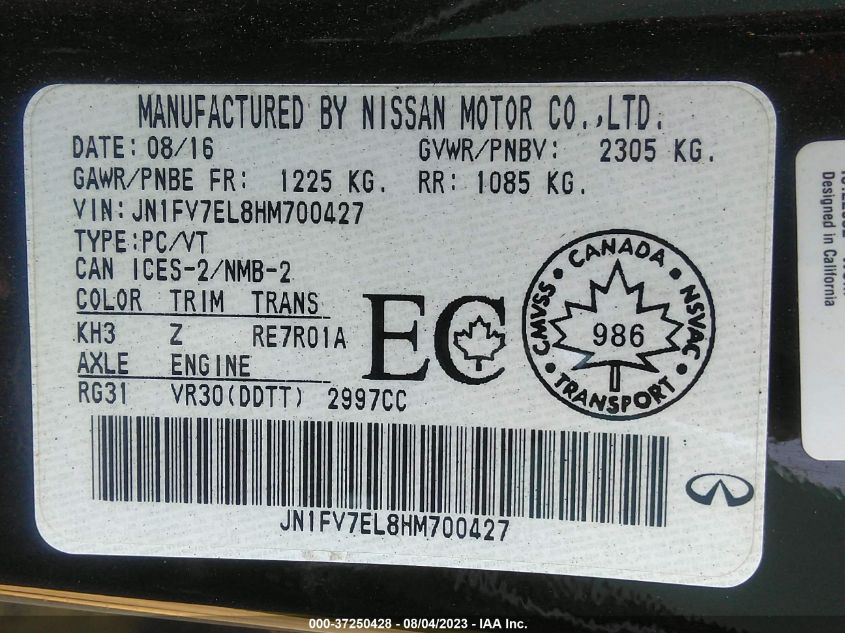 MANUFACTURED BY NISSAN MOTOR CO.,LTD.
DATE: 08/16 GVWR/PNBV: 2305 KG.
GAWR/PNBE FR: 1225 KG. RR: 1085 KG.
VIN: JN1FV7EL8HM700427
TYPE:PC/VT
CAN ICES-2/NMB-2
COLOR TRIM TRANS
KH3 Z RE7R01A
AXLE ENGINE
RG31 VR30(DDTT) 2997CC
EC
CANADA
CMVSS • NSVAC
986
TRANSPORT
JN1FV7EL8HM700427
Designed in California
000-37250428 - 08/04/2023 - IAA Inc.